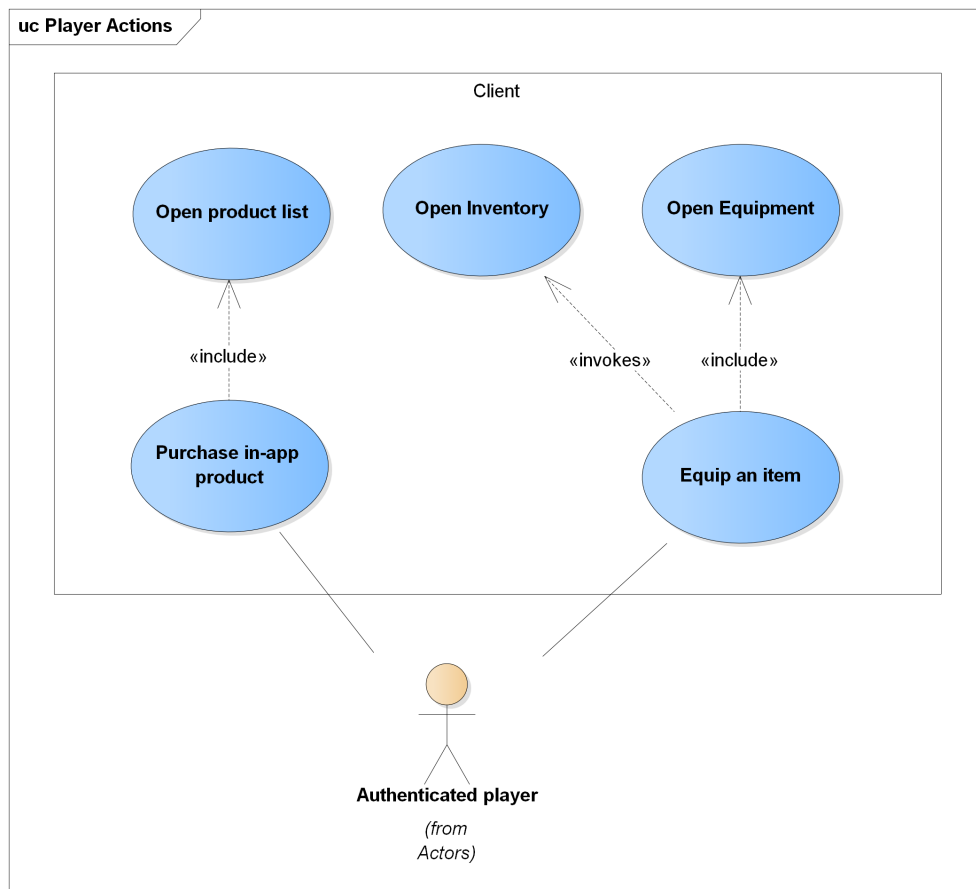 uc Player Actions
Client
Open product list
Open Inventory
Open Equipment
«include»
«invokes»
«include»
Purchase in-app
product
Equip an item
Authenticated player
(from
Actors)